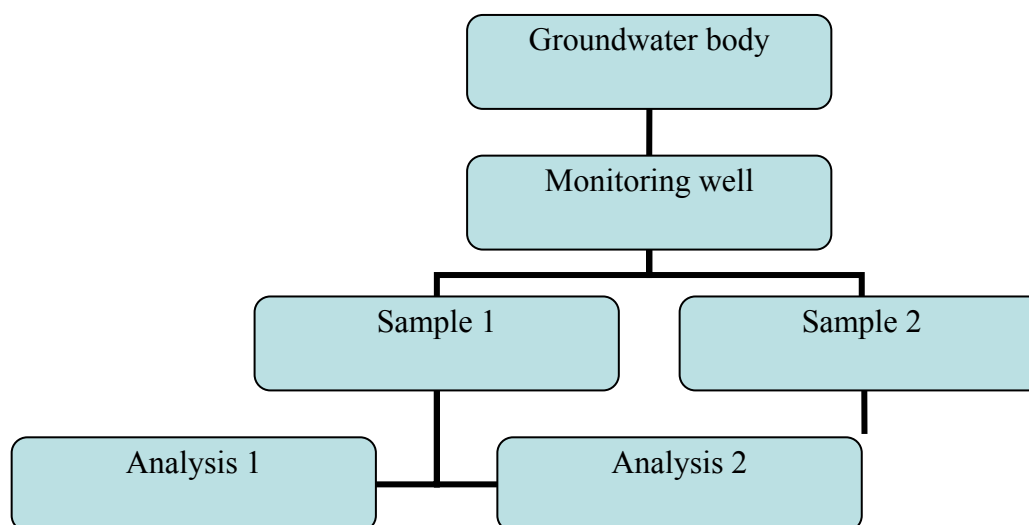 Groundwater body
Monitoring well
Sample 1
Sample 2
Analysis 1
Analysis 2